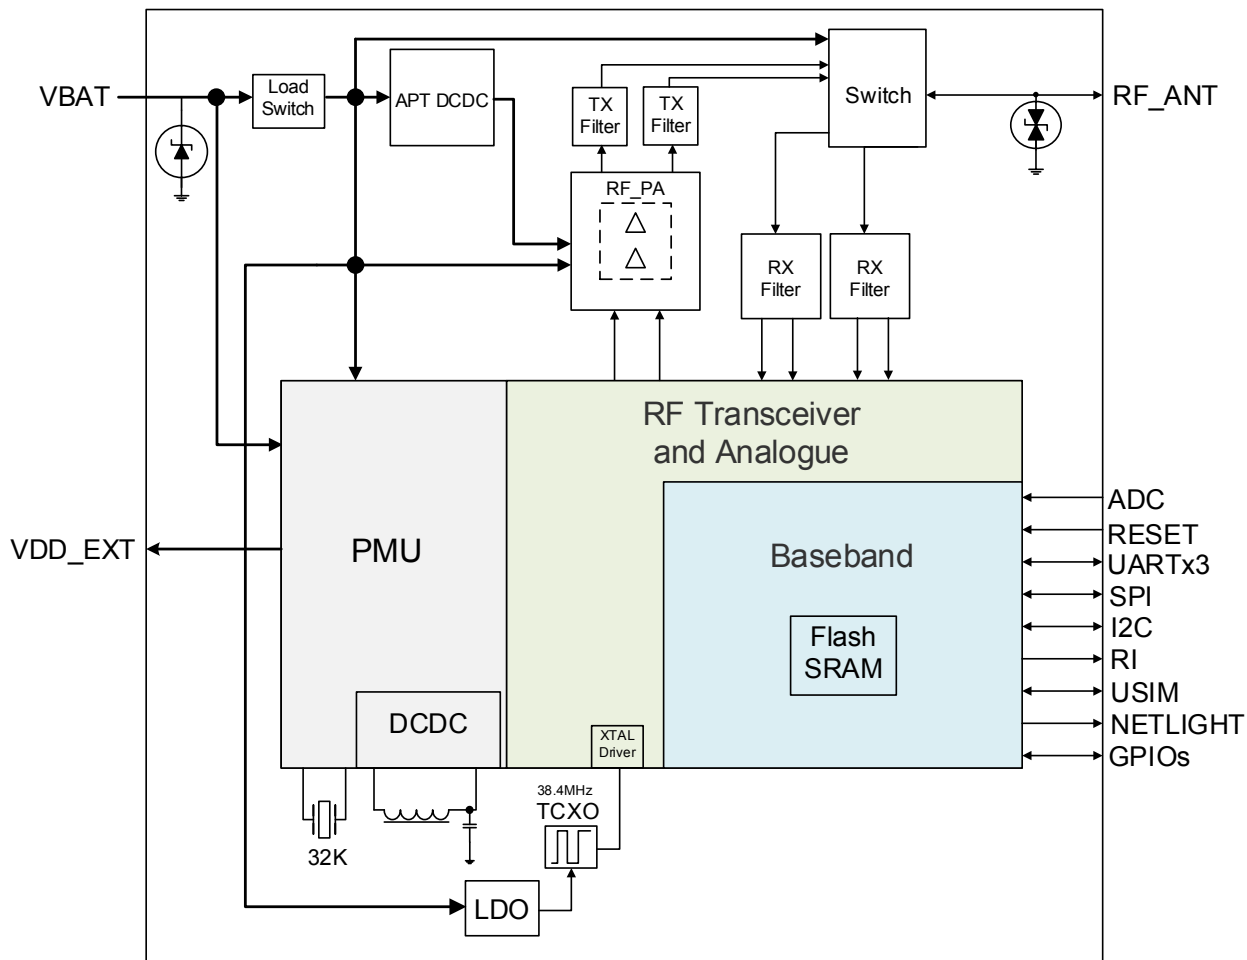 VBAT
Load
Switch
APT DCDC
TX
Filter
TX
Filter
Switch
RF_ANT
RF_PA
RX
Filter
RX
Filter
RF Transceiver
and Analogue
PMU
VDD_EXT
Baseband
Flash
SRAM
ADC
RESET
UARTx3
SPI
I2C
RI
USIM
NETLIGHT
GPIOs
DCDC
XTAL
Driver
38.4MHz
TCXO
32K
LDO